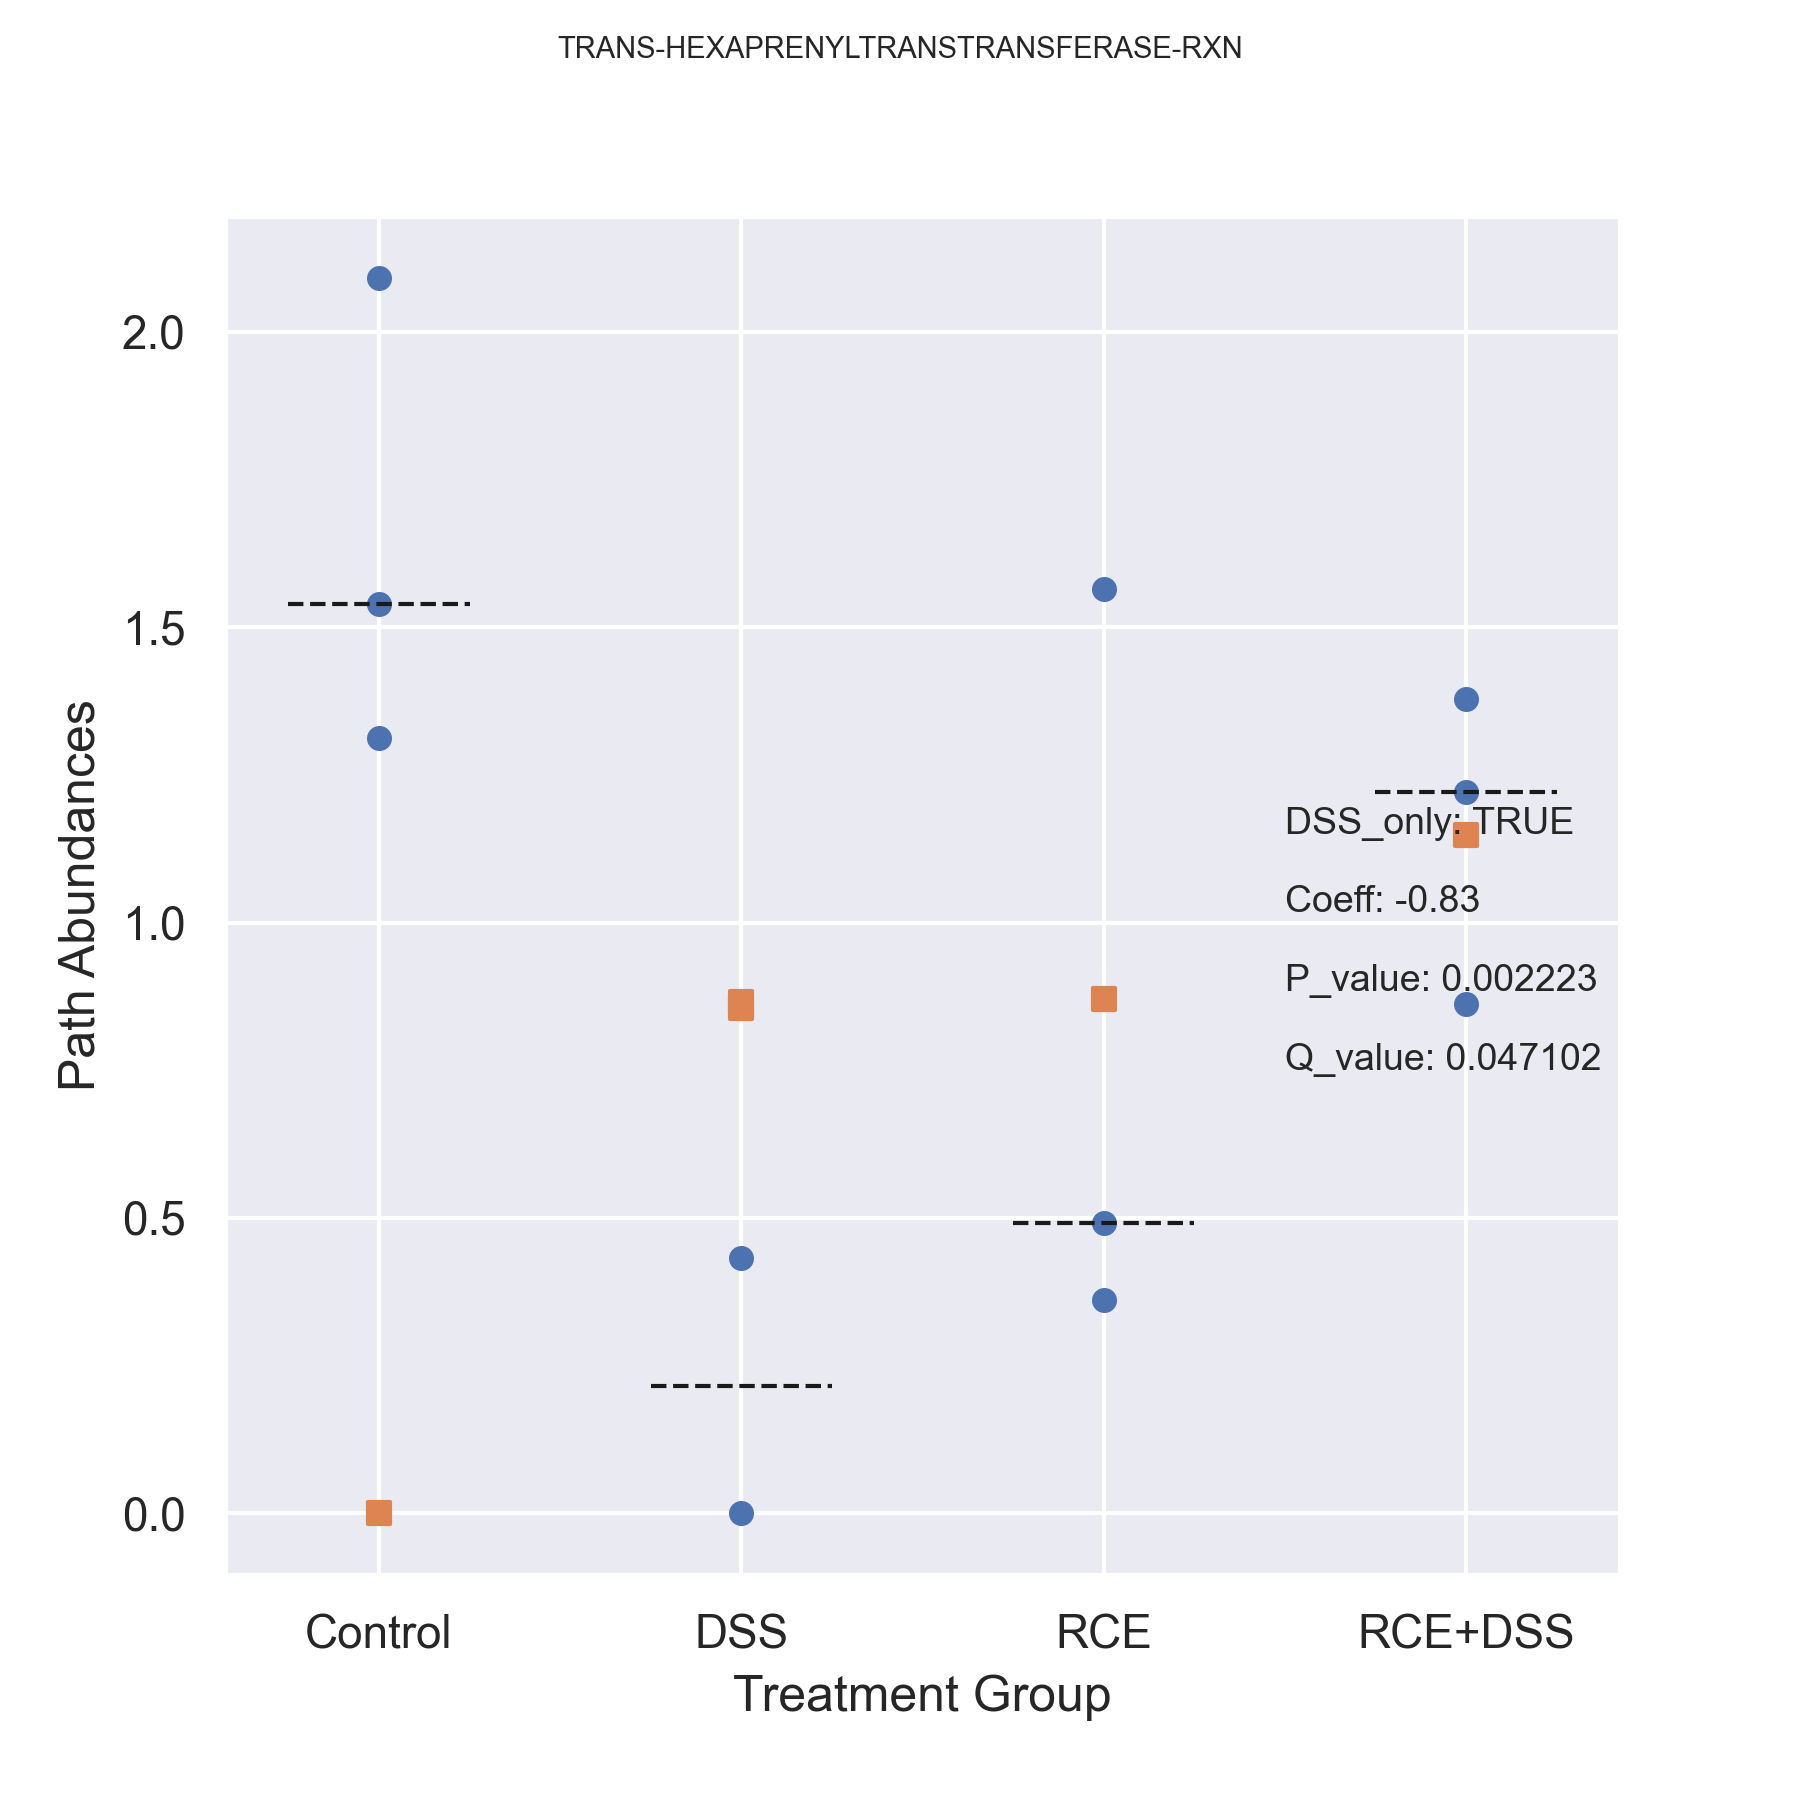 TRANS-HEXAPRENYLTRANSTRANSFERASE-RXN
Path Abundances
2.0
1.5
1.0
0.5
0.0
DSS_only: TRUE
Coeff: -0.83
P_value: 0.002223
Q_value: 0.047102
Control DSS RCE RCE+DSS
Treatment Group